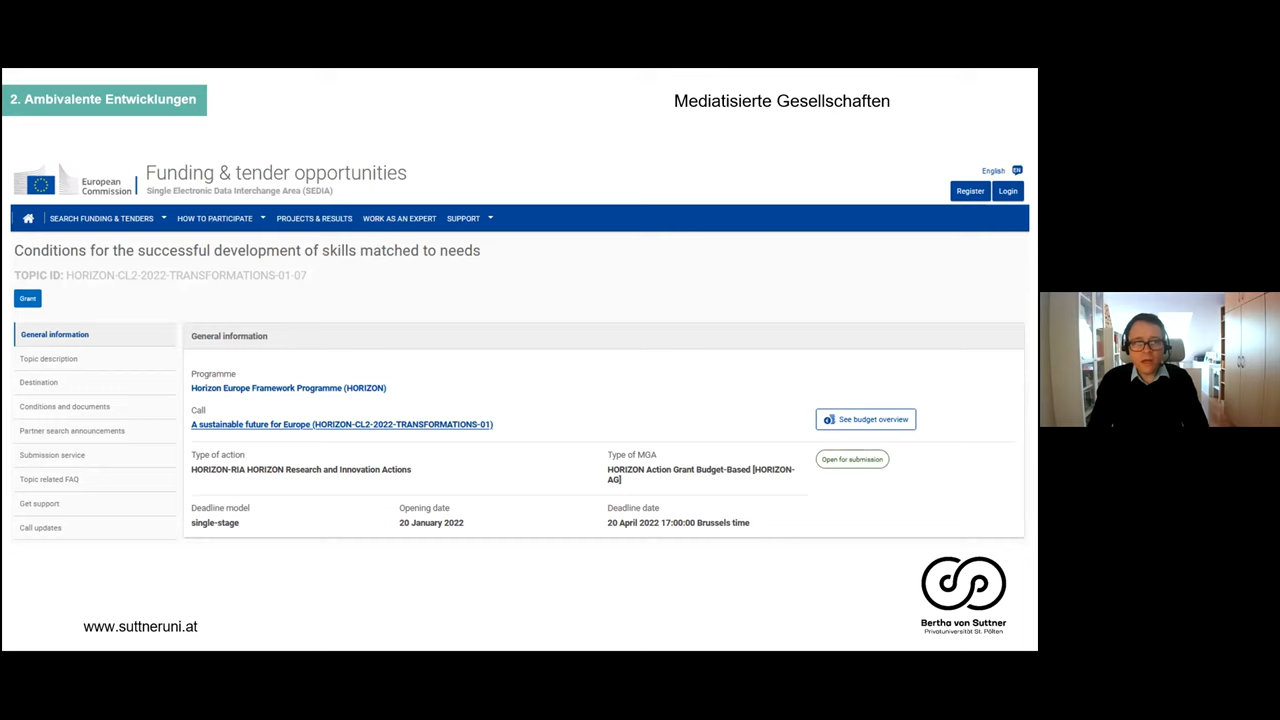 2. Ambivalente Entwicklungen
Mediatisierte Gesellschaften
European
Commission
Funding & tender opportunities
Single Electronic Data Interchange Area (SEDIA)
English EN
Register Login
SEARCH FUNDING & TENDERS HOW TO PARTICIPATE PROJECTS & RESULTS WORK AS AN EXPERT SUPPORT
Conditions for the successful development of skills matched to needs
TOPIC ID: HORIZON-CL2-2022-TRANSFORMATIONS-01-07
Grant
General information
Topic description
Destination
Conditions and documents
Partner search announcements
Submission service
Topic related FAQ
Get support
Call updates
General information
Programme
Horizon Europe Framework Programme (HORIZON)
Call
A sustainable future for Europe (HORIZON-CL2-2022-TRANSFORMATIONS-01)
See budget overview
Type of action
HORIZON-RIA HORIZON Research and Innovation Actions
Type of MGA
HORIZON Action Grant Budget-Based [HORIZON-
AG]
Open for submission
Deadline model
single-stage
Opening date
20 January 2022
Deadline date
20 April 2022 17:00:00 Brussels time
www.suttneruni.at
Bertha von Suttner
Privatuniversität St. Pölten